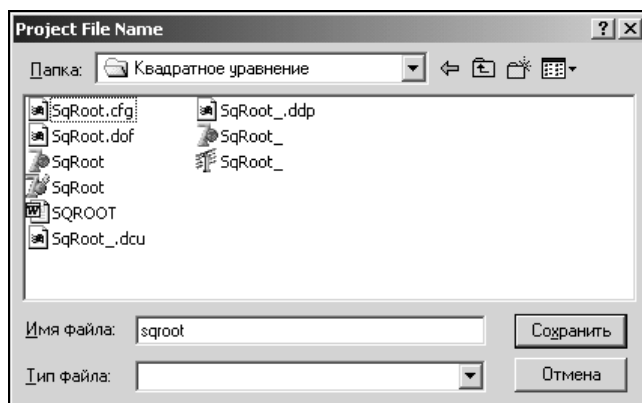 Project File Name
Папка: Квадратное уравнение
SqRoot.cfg
SqRoot.dof
SqRoot
SqRoot
SQROOT
SqRoot_.dcu
SqRoot_.ddp
SqRoot_
SqRoot_
Имя файла: sqroot
Сохранить
Тип файла:
Отмена